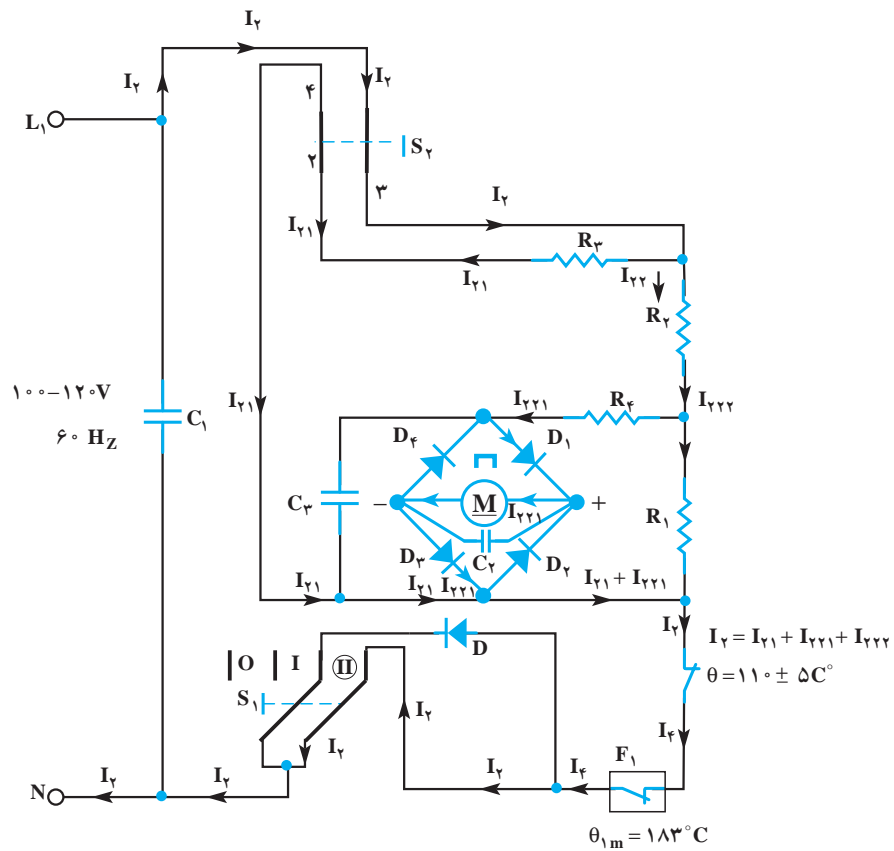 I۲
I۲
I۲
L۱
۴
S۲
۲
۳
I۲
I۲۱
R۳
I۲۱
I۲۲
R۲
۱۰۰–۱۲۰V
۶۰ HZ
C۱
I۲۱
I۲۲۱
R۴
I۲۲۲
D۴
D۱
C۳
–
M
I۲۲۱
+
R۱
D۳
C۲
D۲
I۲۱
I۲۱
I۲۲۱
I۲۱ + I۲۲۱
I۲
I۲ = I۲۱ + I۲۲۱ + I۲۲۲
θ = ۱۱۰ ± ۵C°
O I II
D
S۱
I۲
I۲
I۴
F۱
N
I۲
I۲
I۲
I۴
θ۱m = ۱۸۳°C